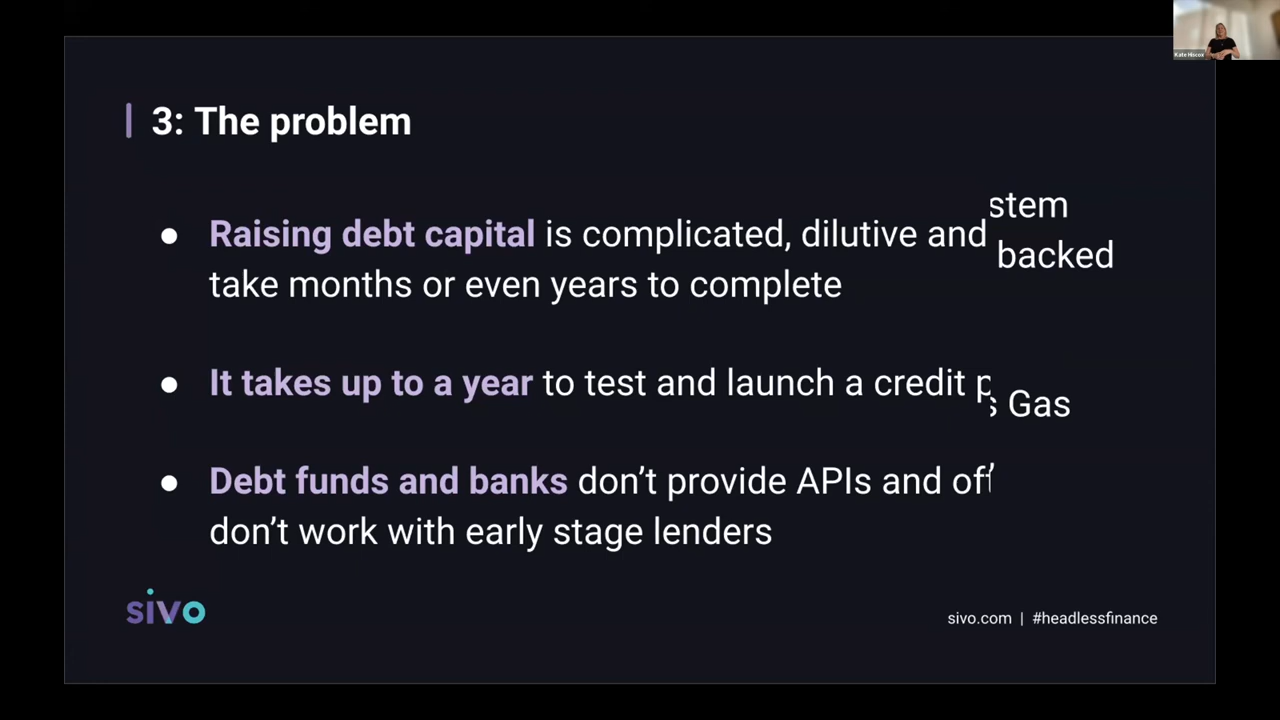 Kate Hiscox
3: The problem
stem
● Raising debt capital is complicated, dilutive and
backed
take months or even years to complete
● It takes up to a year to test and launch a credit
Gas
● Debt funds and banks don’t provide APIs and
don’t work with early stage lenders
sivo
sivo.com | #headlessfinance